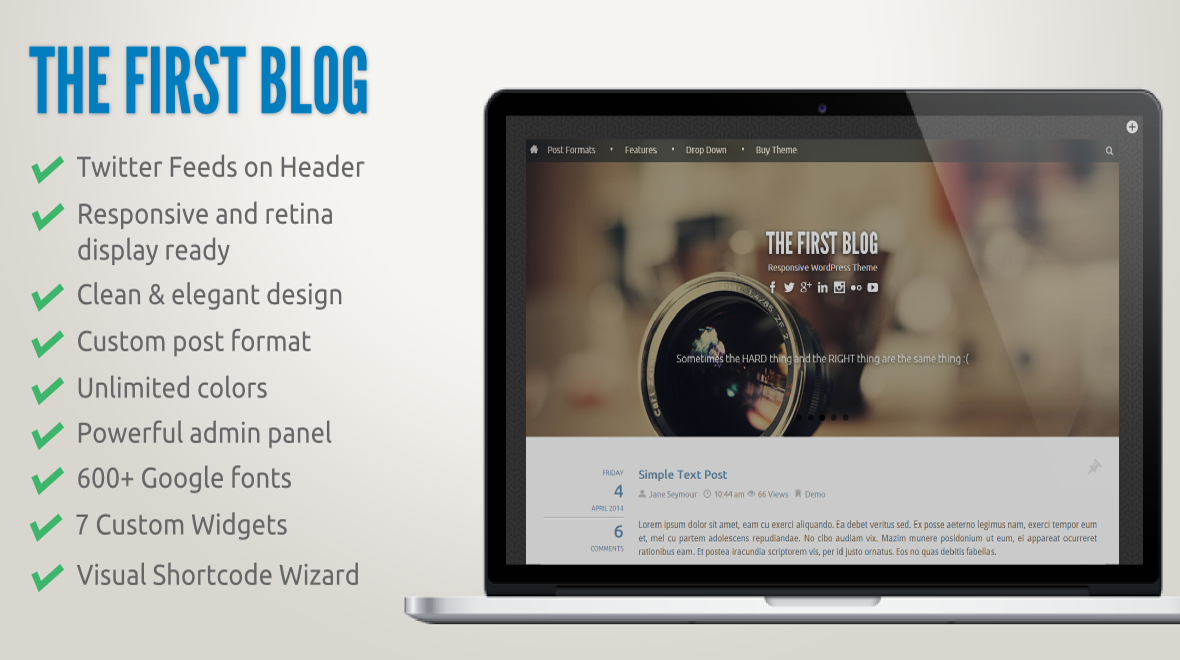 THE FIRST BLOG
Twitter Feeds on Header
Responsive and retina
display ready
Clean & elegant design
Custom post format
Unlimited colors
Powerful admin panel
600+ Google fonts
7 Custom Widgets
Visual Shortcode Wizard
Post Formats • Features • Drop Down • Buy Theme
THE FIRST BLOG
Responsive WordPress Theme
Sometimes the HARD thing and the RIGHT thing are the same thing :(
FRIDAY
4
APRIL 2014
6
COMMENTS
Simple Text Post
Jane Seymour 10:44 am 66 Views Demo
Lorem ipsum dolor sit amet, eam cu exerci aliquando. Ea debet veritus sed. Ex posse aeterno legimus nam, exerci tempor eum
et, mel cu partem adolescens repudiandae. No cibo audiam vix. Mazim munere posidonium ut eum, ei appareat ocurreret
rationibus eam. Et postea iracundia scriptorem vis, per id justo ornatus. Eos no quas debitis fabellas.